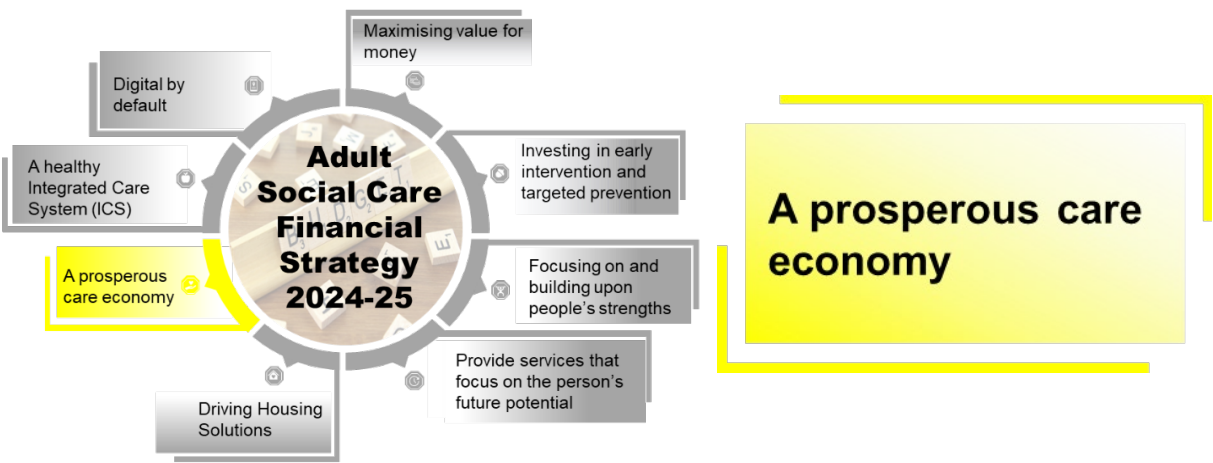 Maximising value for
money
Digital by
default
Investing in early
intervention and
targeted prevention
A healthy
Integrated Care
System (ICS)
Adult
Social Care
Financial
Strategy
2024-25
BUDGET
A prosperous
care economy
Focusing on and
building upon
people's strengths
Provide services that
focus on the person's
future potential
Driving Housing
Solutions
A prosperous care
economy